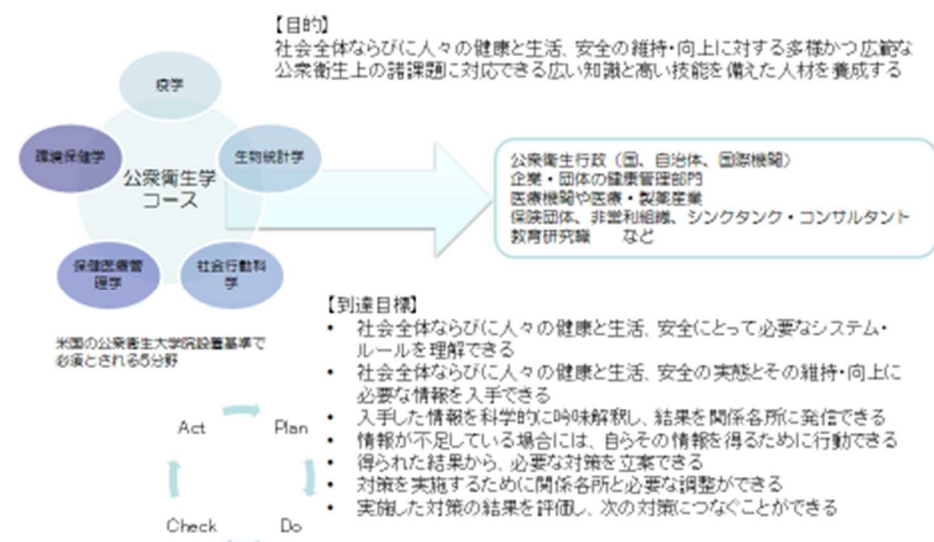 【目的】
社会全体ならびに人々の健康と生活、安全の維持・向上に対する多様かつ広範な
公衆衛生上の諸課題に対応できる広い知識と高い技能を備えた人材を養成する
疫学
環境保健学
生物統計学
公衆衛生学
コース
保健医療管
理学
社会行動科
学
米国の公衆衛生大学院設置基準で
必須とされる5分野
公衆衛生行政（国、自治体、国際機関）
企業・団体の健康管理部門
医療機関や医療・製薬産業
保険団体、非営利組織、シンクタンク・コンサルタント
教育研究職　など
【到達目標】
• 社会全体ならびに人々の健康と生活、安全にとって必要なシステム・
ルールを理解できる
• 社会全体ならびに人々の健康と生活、安全の実態とその維持・向上に
必要な情報を入手できる
• 入手した情報を科学的に吟味解釈し、結果を関係各所に発信できる
• 情報が不足している場合には、自らその情報を得るために行動できる
• 得られた結果から、必要な対策を立案できる
• 対策を実施するために関係各所と必要な調整ができる
• 実施した対策の結果を評価し、次の対策につなぐことができる
Act
Plan
Check
Do